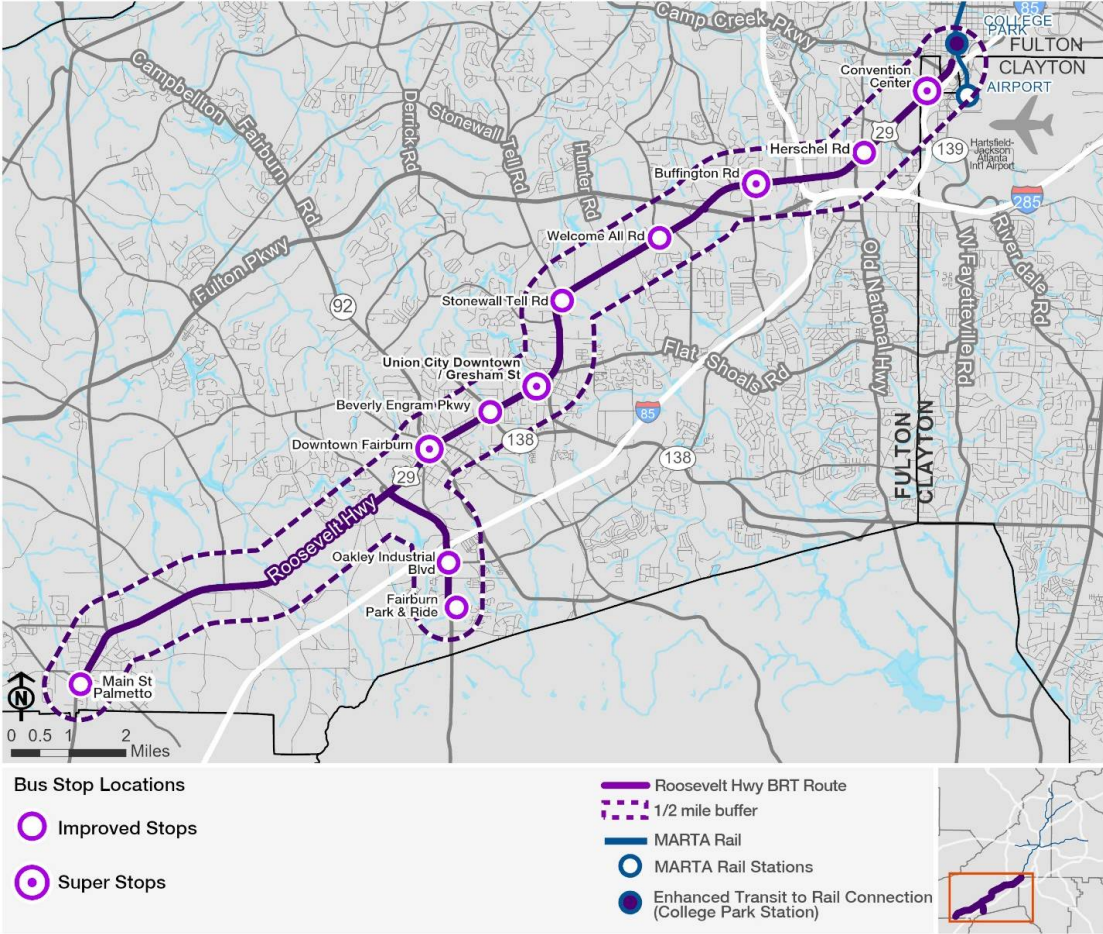 Camp Creek Pkwy
85
COLLEGE
PARK
FULTON
CLAYTON
Convention
Center
AIRPORT
Campbellton Fairburn Rd
Derrick Rd
Stonewall Tell Rd
Hunter Rd
29
Herschel Rd
139
Hartsfield-
Jackson
Atlanta
Int'l Airport
Buffington Rd
285
Welcome All Rd
Fulton Pkwy
Old National Hwy
W Fayetteville Rd
Riverdale Rd
92
Stonewall Tell Rd
Union City Downtown
/ Gresham St
Flat Shoals Rd
Beverly Engram Pkwy
85
138
Downtown Fairburn
138
29
FULTON
CLAYTON
Roosevelt Hwy
Oakley Industrial
Blvd
Fairburn
Park & Ride
Main St
Palmetto
N
0 0.5 1 2
Miles
Bus Stop Locations
Improved Stops
Super Stops
Roosevelt Hwy BRT Route
1/2 mile buffer
MARTA Rail
MARTA Rail Stations
Enhanced Transit to Rail Connection
(College Park Station)